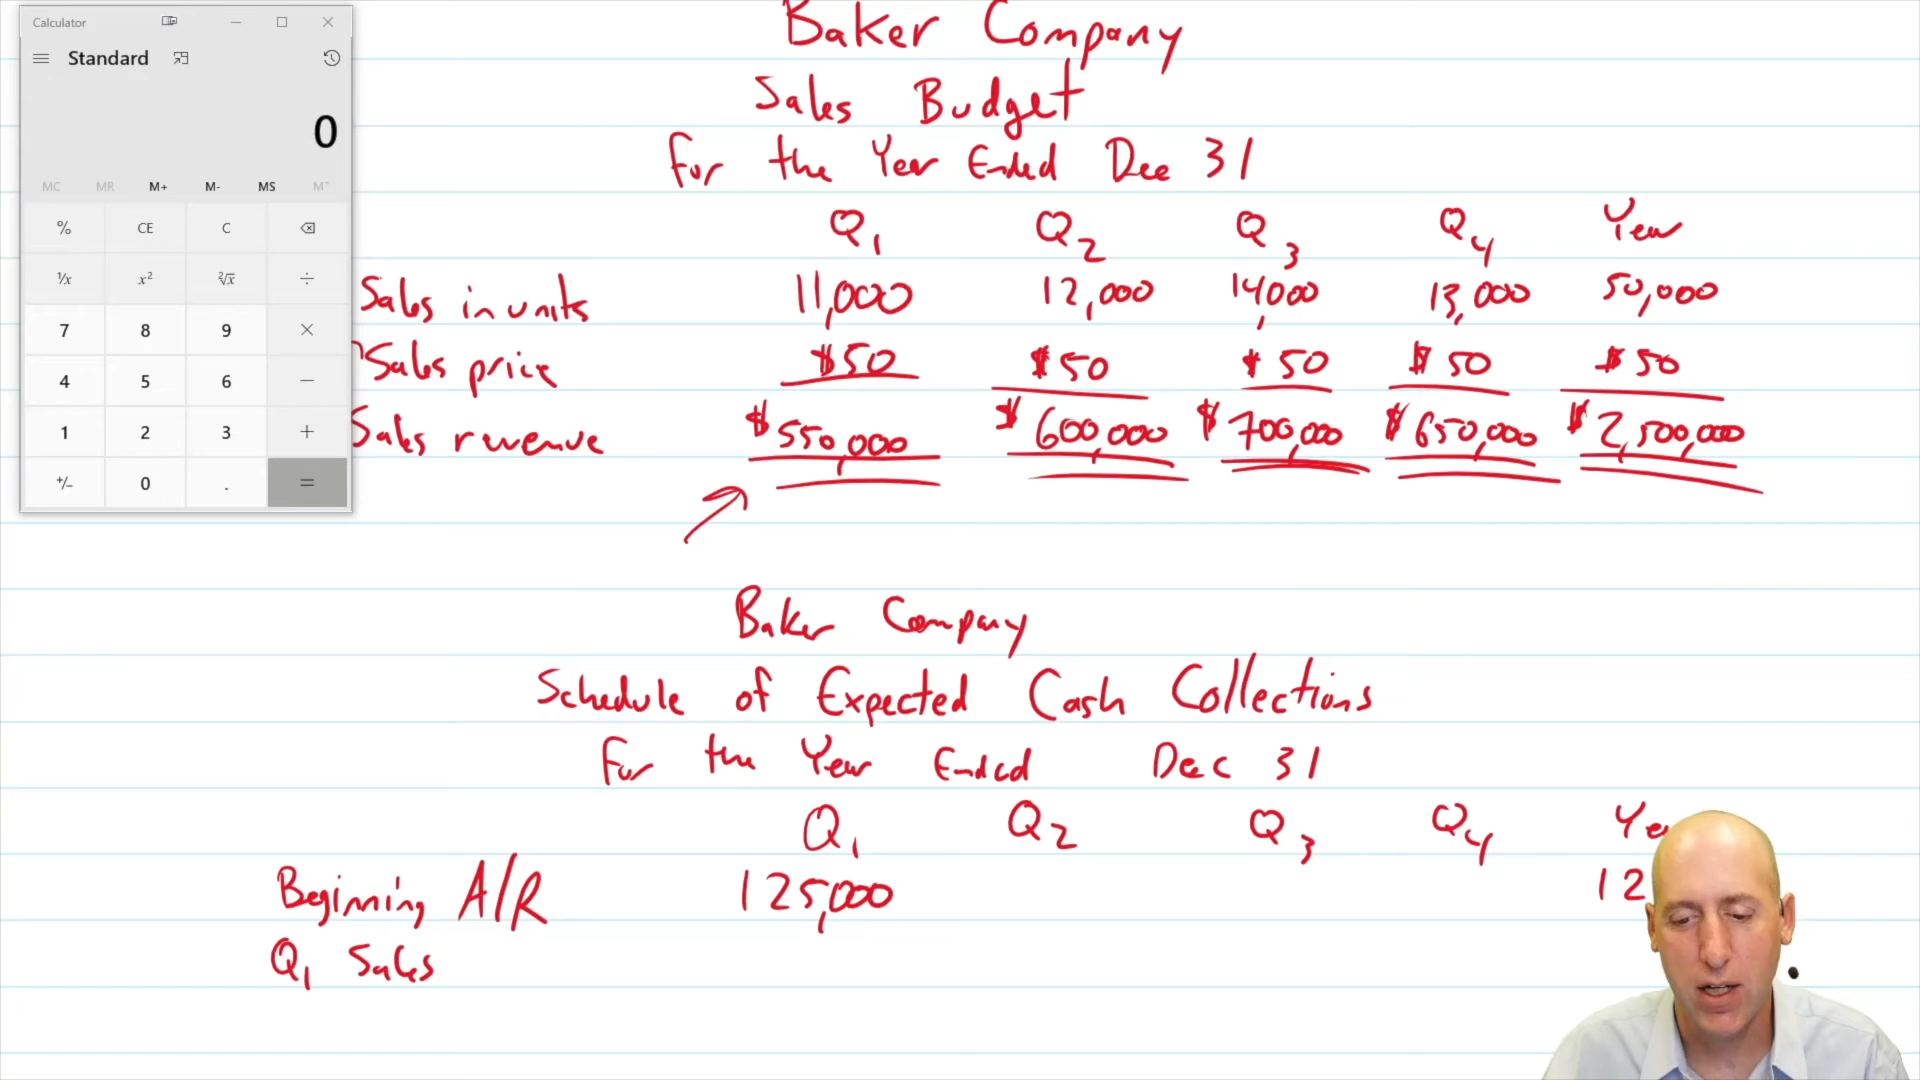 Calculator
Standard
0
MC MR M+ M- MS M˅
% CE C
⅟x x² ²√x ÷
7 8 9 ×
4 5 6 −
1 2 3 +
+/− 0 . =
Baker Company
Sales Budget
For the Year Ended Dec 31
Q1 Q2 Q3 Q4 Year
Sales in units 11,000 12,000 14,000 13,000 50,000
Sales price $50 $50 $50 $50 $50
Sales revenue $550,000 $600,000 $700,000 $650,000 $2,500,000
Baker Company
Schedule of Expected Cash Collections
For the Year Ended Dec 31
Q1 Q2 Q3 Q4
Beginning A/R 125,000
Q1 Sales